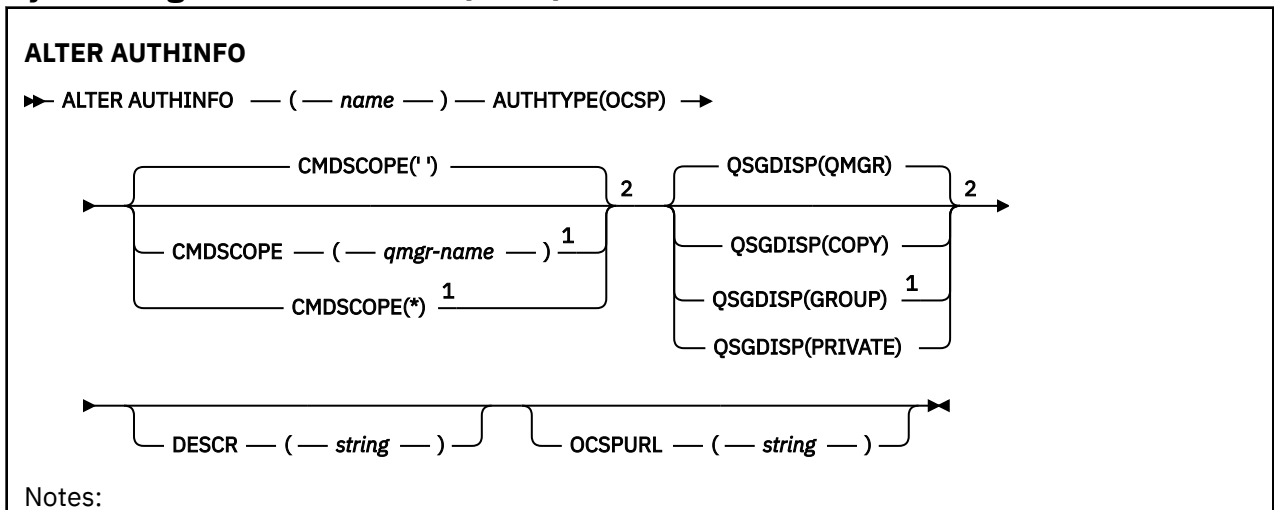 ALTER AUTHINFO
ALTER AUTHINFO ( name ) AUTHTYPE(OCSP)
CMDSCOPE(' ') 2 QSGDISP(QMGR) 2
CMDSCOPE ( qmgr-name ) 1 QSGDISP(COPY)
CMDSCOPE(*) 1 QSGDISP(GROUP) 1
QSGDISP(PRIVATE)
DESCR ( string ) OCSPURL ( string )
Notes: